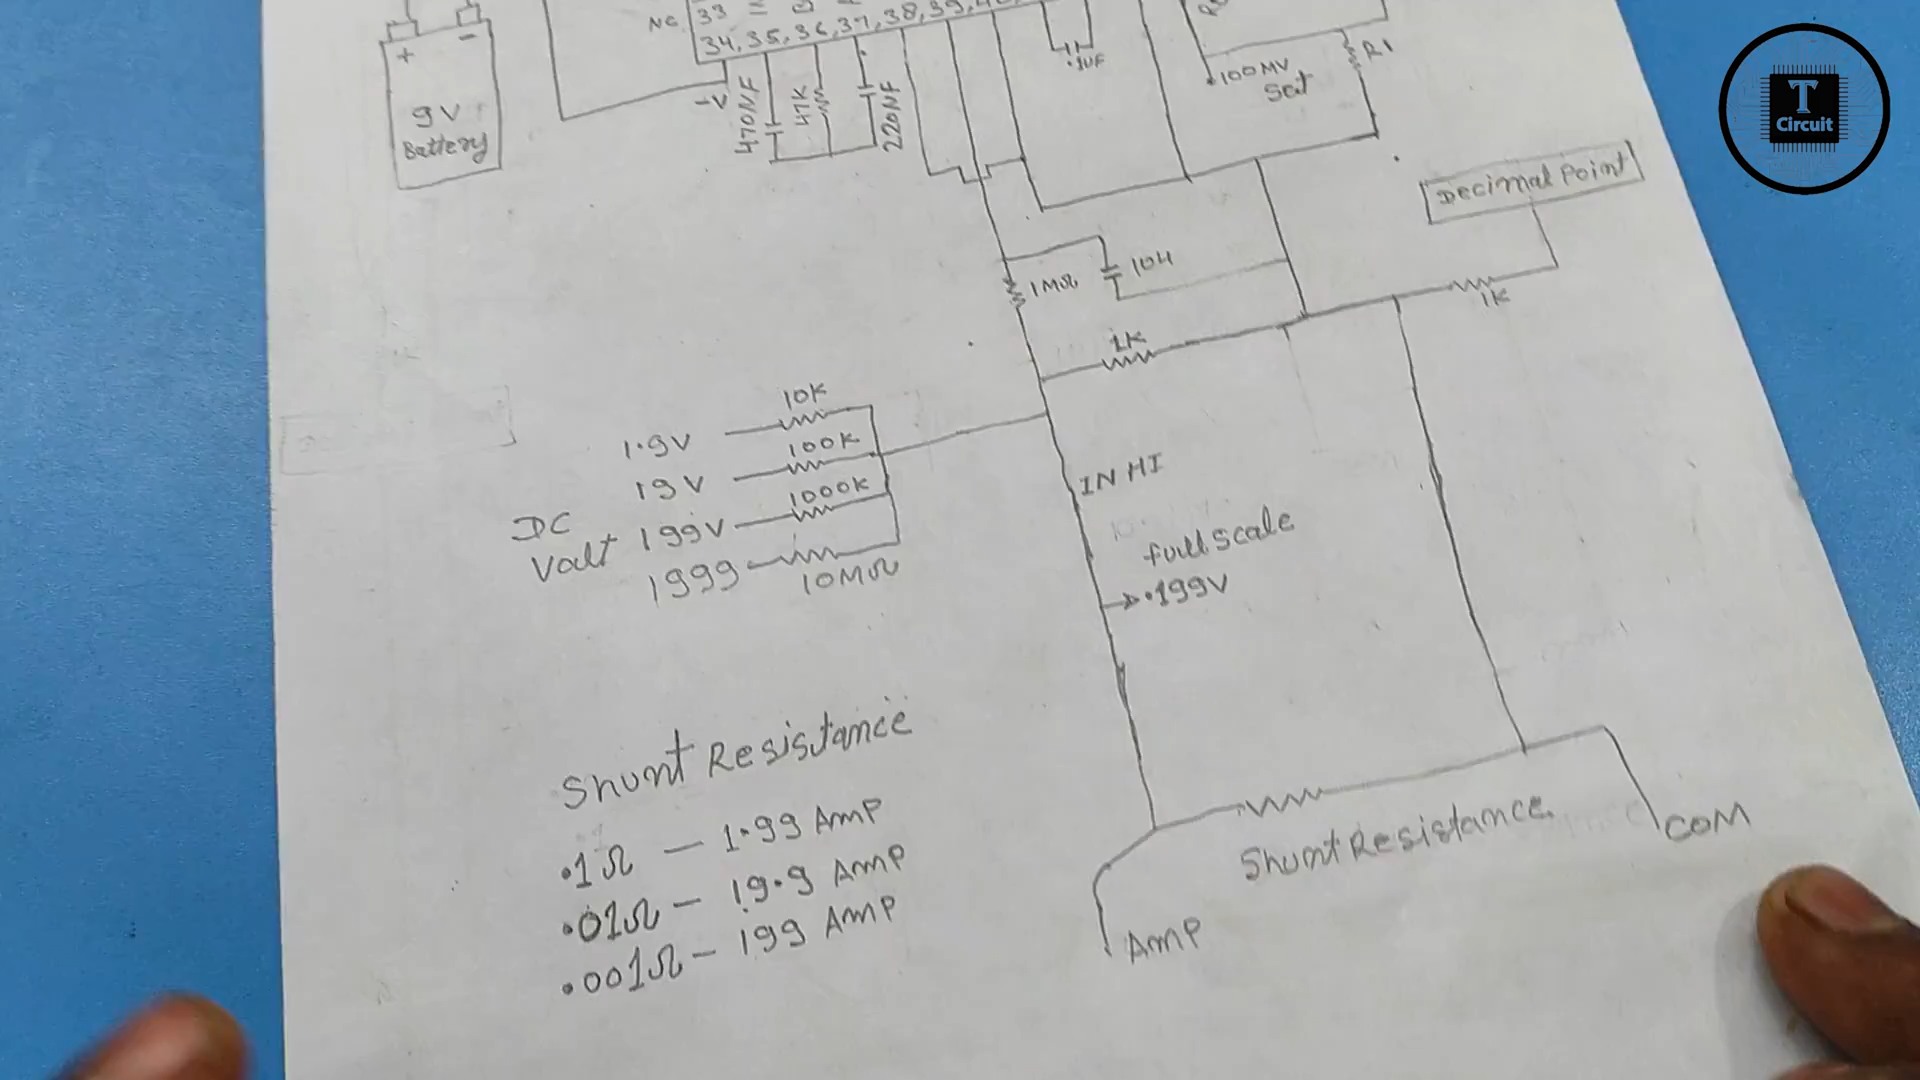 NC
33
34, 35, 36, 37, 38, 39,
+ -
9V
Battery
-V
470NF
47K
220NF
.1UF
100MV
Set
R1
T
Circuit
Decimal Point
1MΩ
104
1K
1K
10K
1.9V
100K
19V
1000K
DC
Volt
199V
1999
10MΩ
IN HI
full scale
.199V
Shunt Resistance
.1Ω — 1.99 AMP
.01Ω — 19.9 AMP
.001Ω — 199 AMP
Shunt Resistance
COM
AMP